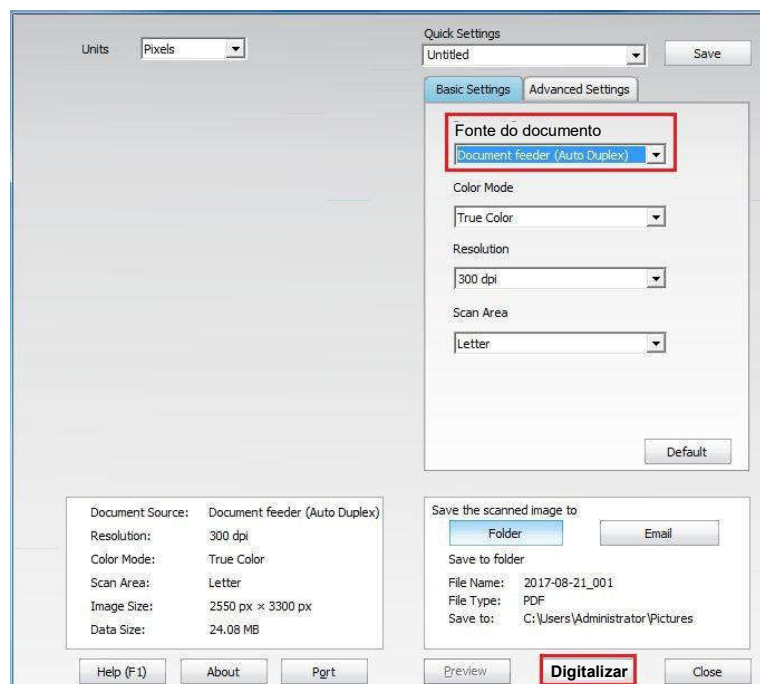 Units Pixels
Quick Settings
Untitled Save
Basic Settings Advanced Settings
Fonte do documento
Document feeder (Auto Duplex)
Color Mode
True Color
Resolution
300 dpi
Scan Area
Letter
Default
Document Source: Document feeder (Auto Duplex)
Resolution: 300 dpi
Color Mode: True Color
Scan Area: Letter
Image Size: 2550 px × 3300 px
Data Size: 24.08 MB
Save the scanned image to
Folder Email
Save to folder
File Name: 2017-08-21_001
File Type: PDF
Save to: C:\Users\Administrator\Pictures
Help (F1) About Port Preview Digitalizar Close